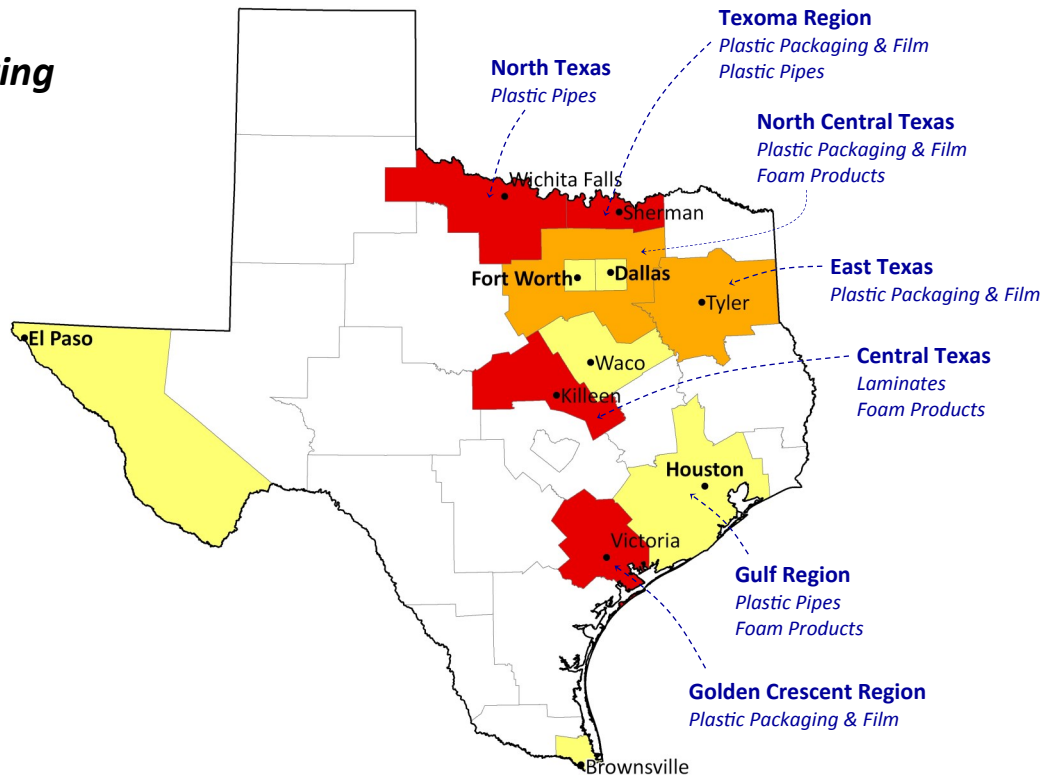 Texoma Region
Plastic Packaging & Film
Plastic Pipes
North Texas
Plastic Pipes
North Central Texas
Plastic Packaging & Film
Foam Products
Wichita Falls
Sherman
Fort Worth
Dallas
East Texas
Plastic Packaging & Film
Tyler
El Paso
Waco
Central Texas
Laminates
Foam Products
Killeen
Houston
Victoria
Gulf Region
Plastic Pipes
Foam Products
Golden Crescent Region
Plastic Packaging & Film
Brownsville